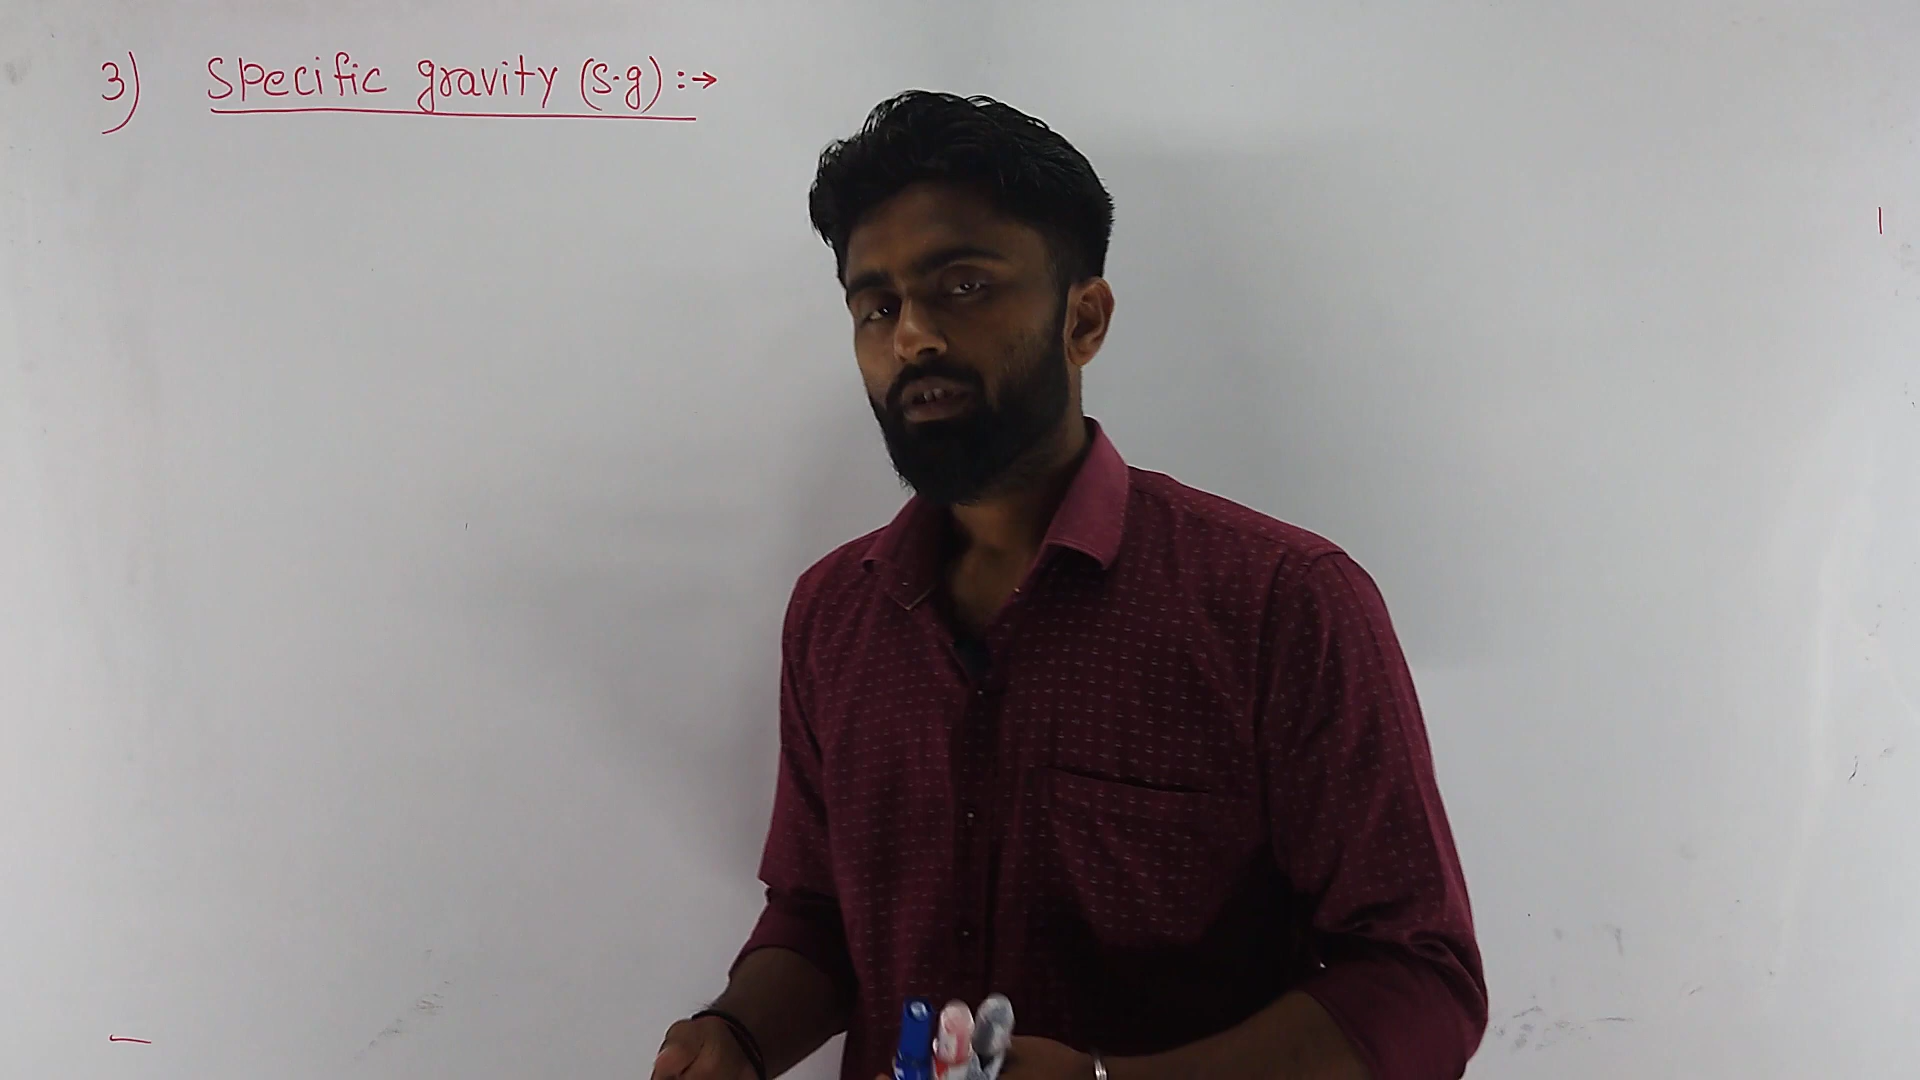 3) Specific gravity (s.g) :→